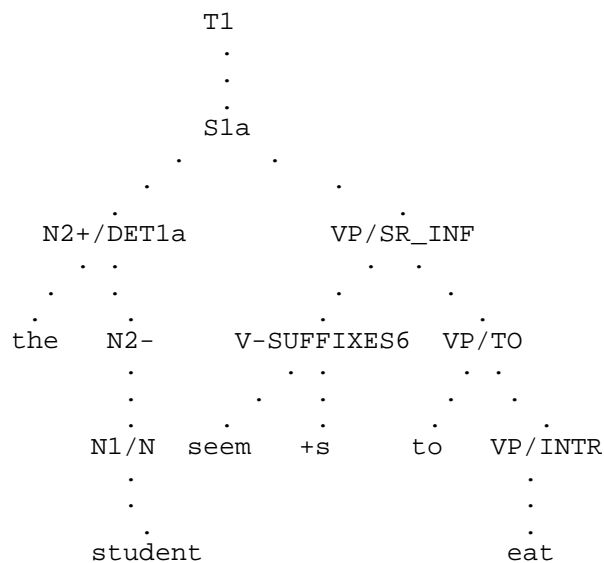 T1
S1a
N2+/DET1a VP/SR_INF
the N2- V-SUFFIXES6 VP/TO
N1/N seem +s to VP/INTR
student eat